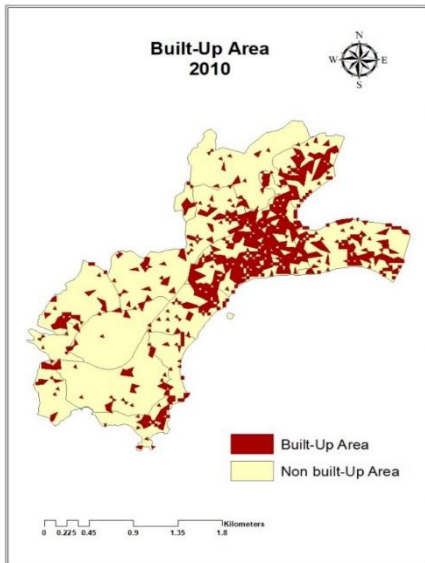 Built-Up Area
2010
N
W E
S
Built-Up Area
Non built-Up Area
Kilometers
0 0.225 0.45 0.9 1.35 1.8